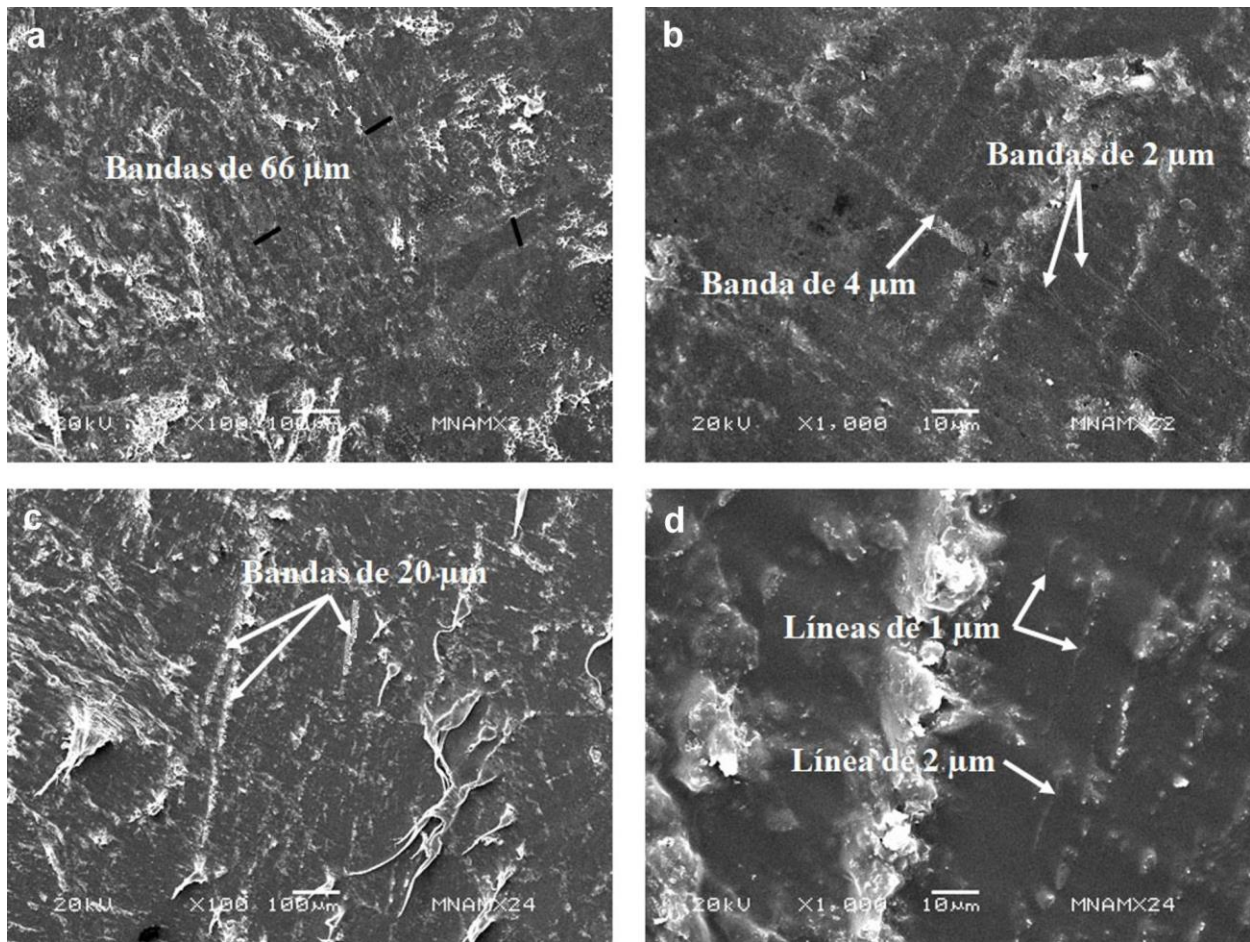 a
Bandas de 66 µm
20kV X100 100µm MNAMX21
b
Bandas de 2 µm
Banda de 4 µm
20kV X1,000 10µm MNAMX22
c
Bandas de 20 µm
20kV X100 100µm MNAMX24
d
Líneas de 1 µm
Línea de 2 µm
20kV X1,000 10µm MNAMX24